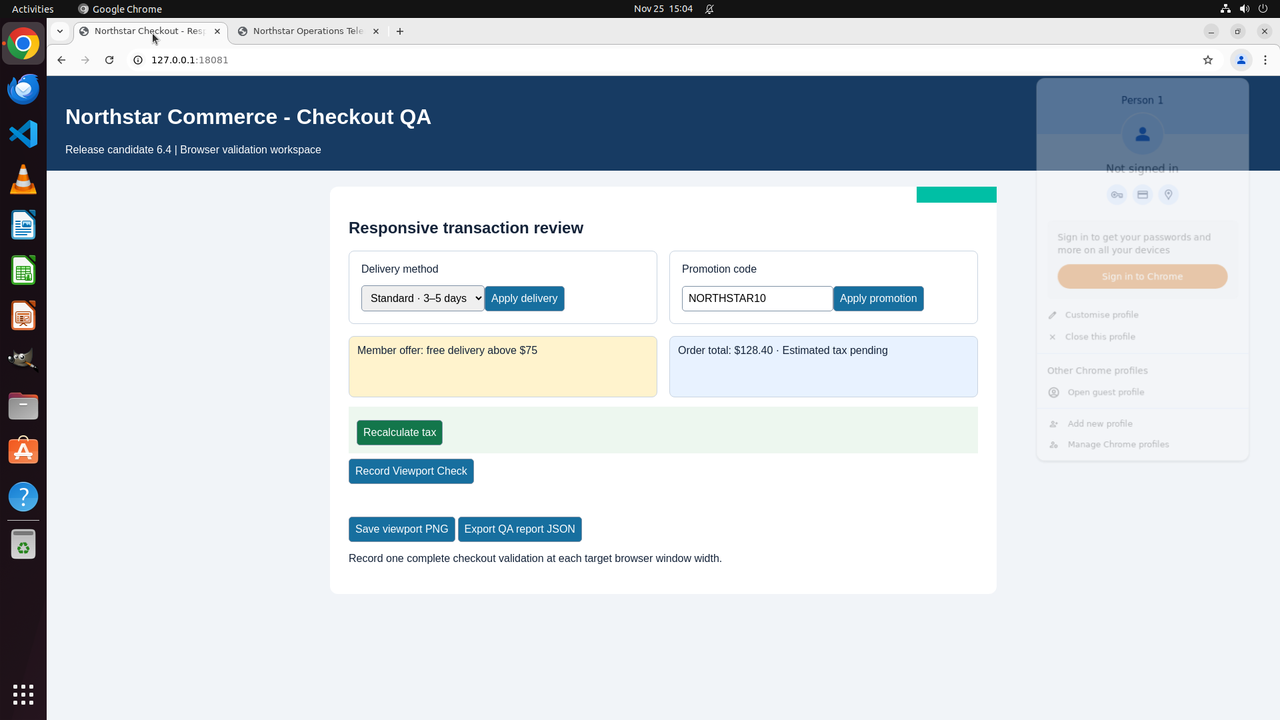 Activities
Google Chrome
Nov 25 15:04
Northstar Checkout - Resp
Northstar Operations Tele
127.0.0.1:18081
Northstar Commerce - Checkout QA
Release candidate 6.4 | Browser validation workspace
Person 1
Not signed in
Sign in to get your passwords and
more on all your devices
Sign in to Chrome
Customise profile
Close this profile
Other Chrome profiles
Open guest profile
Add new profile
Manage Chrome profiles
Responsive transaction review
Delivery method
Standard · 3–5 days
Apply delivery
Promotion code
NORTHSTAR10
Apply promotion
Member offer: free delivery above $75
Order total: $128.40 · Estimated tax pending
Recalculate tax
Record Viewport Check
Save viewport PNG
Export QA report JSON
Record one complete checkout validation at each target browser window width.